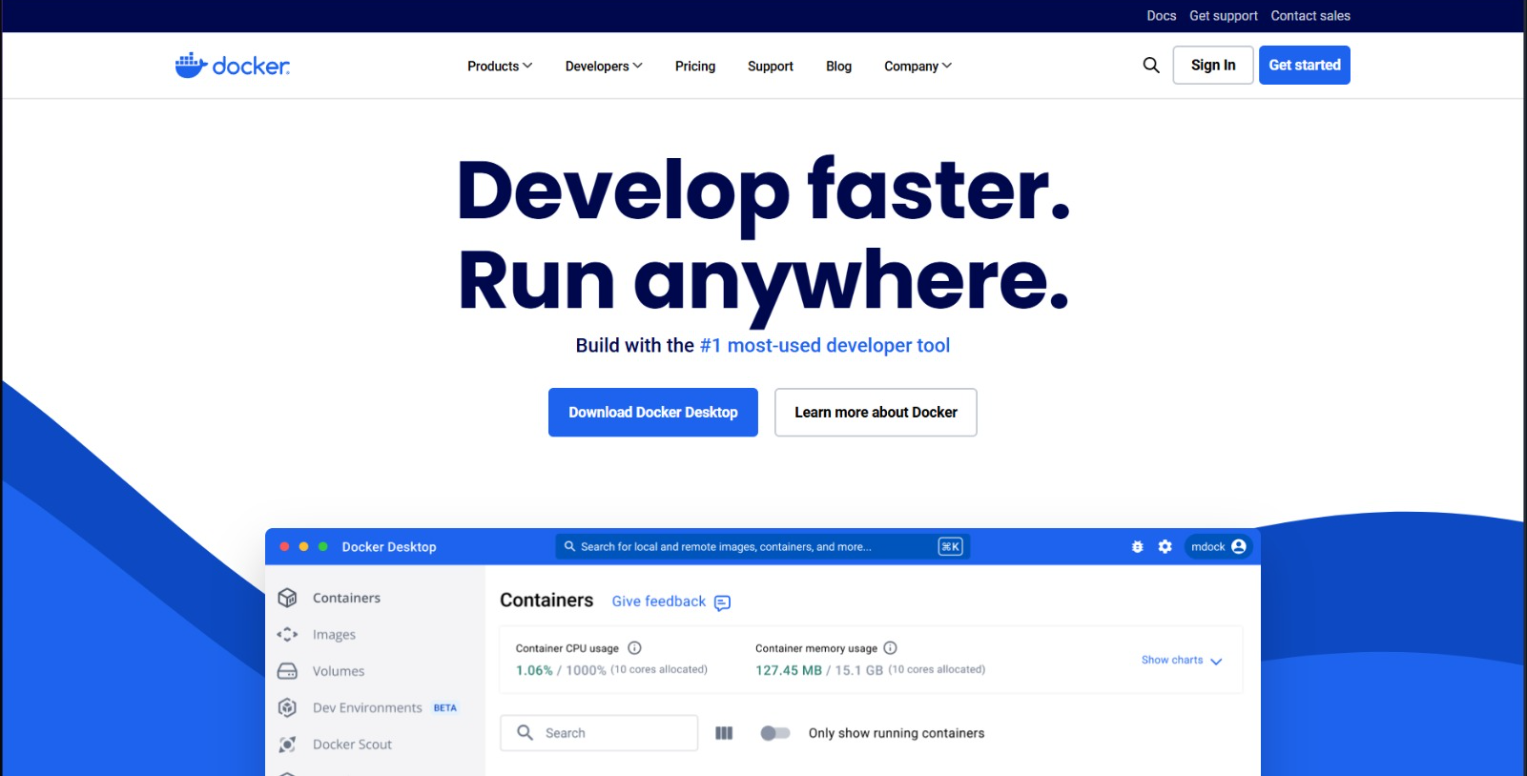 Docs Get support Contact sales
docker.
Products Developers Pricing Support Blog Company Sign In Get started
Develop faster.
Run anywhere.
Build with the #1 most-used developer tool
Download Docker Desktop Learn more about Docker
Docker Desktop Search for local and remote images, containers, and more... ⌘K mdock
Containers
Images
Volumes
Dev Environments BETA
Docker Scout
Containers Give feedback
Container CPU usage
1.06% / 1000% (10 cores allocated)
Container memory usage
127.45 MB / 15.1 GB (10 cores allocated)
Show charts
Search Only show running containers